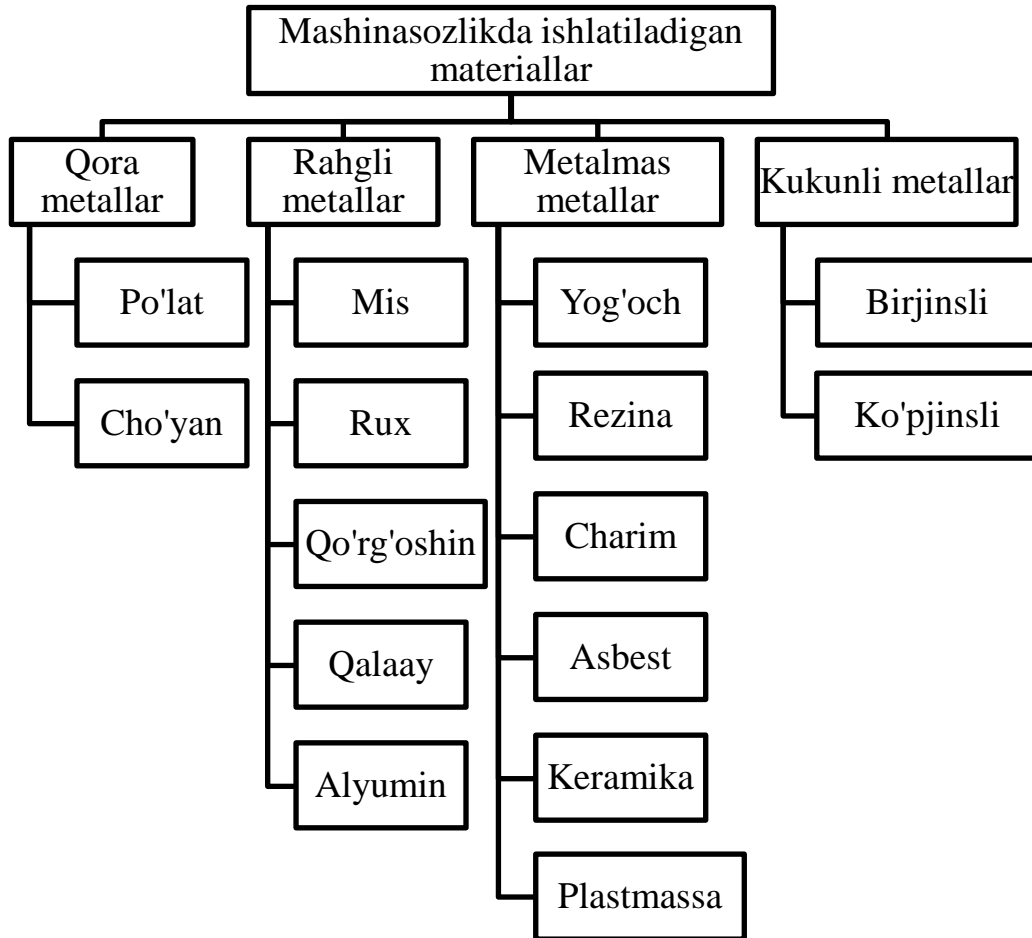 Mashinasozlikda ishlatiladigan
materiallar
Qora
metallar
Po'lat
Cho'yan
Rahgli
metallar
Mis
Rux
Qo'rg'oshin
Qalaay
Alyumin
Metalmas
metallar
Yog'och
Rezina
Charim
Asbest
Keramika
Plastmassa
Kukunli metallar
Birjinsli
Ko'pjinsli